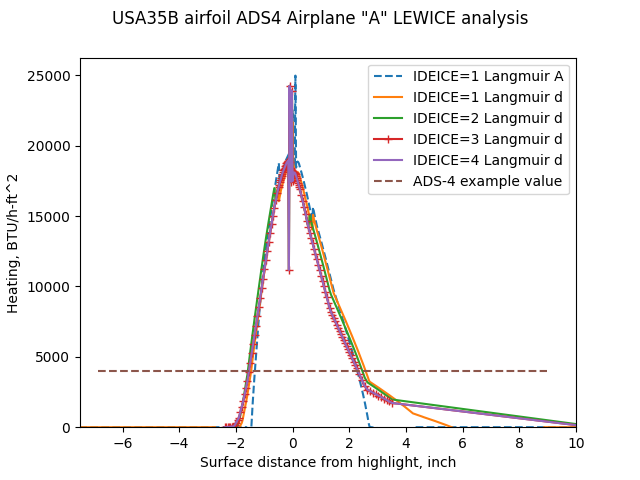 USA35B airfoil ADS4 Airplane "A" LEWICE analysis
IDEICE=1 Langmuir A
IDEICE=1 Langmuir d
IDEICE=2 Langmuir d
IDEICE=3 Langmuir d
IDEICE=4 Langmuir d
ADS-4 example value
Heating, BTU/h-ft^2
25000
20000
15000
10000
5000
0
−6 −4 −2 0 2 4 6 8 10
Surface distance from highlight, inch